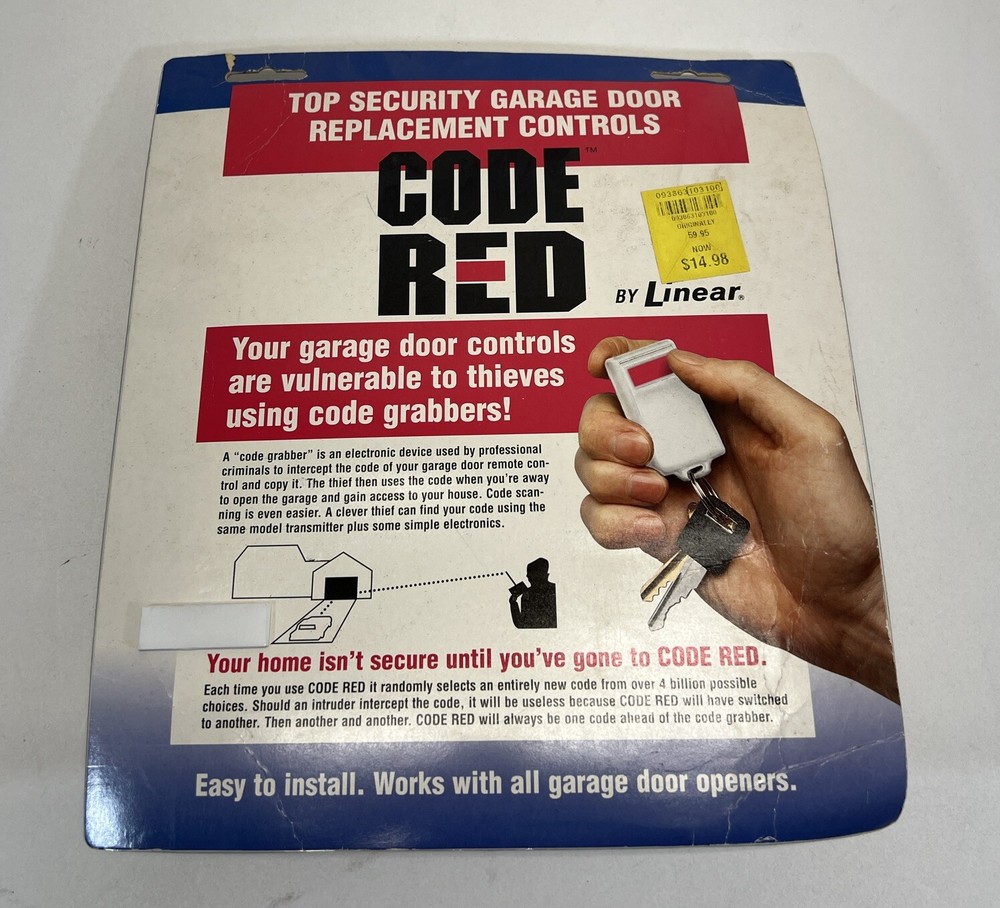 TOP SECURITY GARAGE DOOR
REPLACEMENT CONTROLS
CODE™
RED
BY Linear®
093863103100
093863103100
ORIGINALLY
59.95
NOW
$14.98
Your garage door controls
are vulnerable to thieves
using code grabbers!
A “code grabber” is an electronic device used by professional
criminals to intercept the code of your garage door remote con-
trol and copy it. The thief then uses the code when you’re away
to open the garage and gain access to your house. Code scan-
ning is even easier. A clever thief can find your code using the
same model transmitter plus some simple electronics.
Your home isn’t secure until you’ve gone to CODE RED.
Each time you use CODE RED it randomly selects an entirely new code from over 4 billion possible
choices. Should an intruder intercept the code, it will be useless because CODE RED will have switched
to another. Then another and another. CODE RED will always be one code ahead of the code grabber.
Easy to install. Works with all garage door openers.